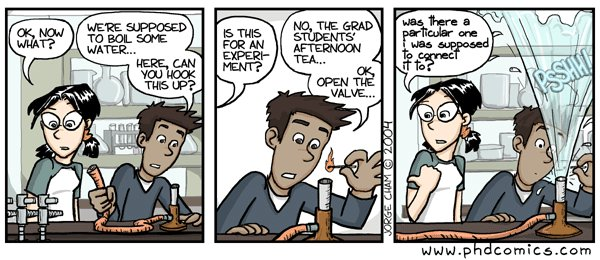 OK, NOW
WHAT?
WE'RE SUPPOSED
TO BOIL SOME
WATER...
HERE, CAN
YOU HOOK
THIS UP?
IS THIS
FOR AN
EXPERI-
MENT?
NO, THE GRAD
STUDENTS'
AFTERNOON
TEA...
OK,
OPEN THE
VALVE...
JORGE CHAM © 2004
was there a
particular one
i was supposed
to connect
it to?
PSSHH!
www.phdcomics.com